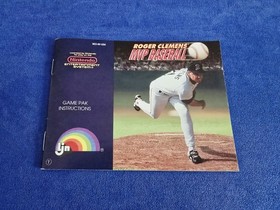 ROGER CLEMENS'
MVP BASEBALL
Nintendo
ENTERTAINMENT
SYSTEM
GAME PAK
INSTRUCTIONS
ljn